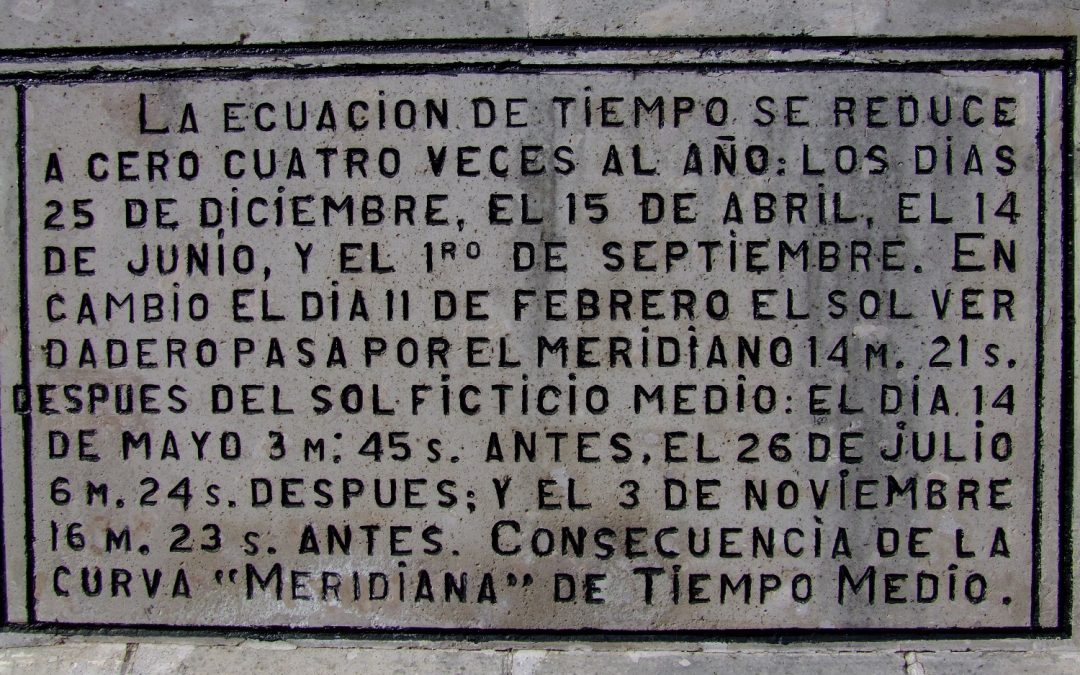 LA ECUACION DE TIEMPO SE REDUCE
A CERO CUATRO VECES AL AÑO: LOS DIAS
25 DE DICIEMBRE, EL 15 DE ABRIL, EL 14
DE JUNIO, Y EL 1RO DE SEPTIEMBRE. EN
CAMBIO EL DIA 11 DE FEBRERO EL SOL VER
DADERO PASA POR EL MERIDIANO 14 M. 21 S.
DESPUES DEL SOL FICTICIO MEDIO: EL DIA 14
DE MAYO 3 M: 45 S. ANTES, EL 26 DE JULIO
6 M. 24 S. DESPUES; Y EL 3 DE NOVIEMBRE
16 M. 23 S. ANTES. CONSECUENCIA DE LA
CURVA "MERIDIANA" DE TIEMPO MEDIO.